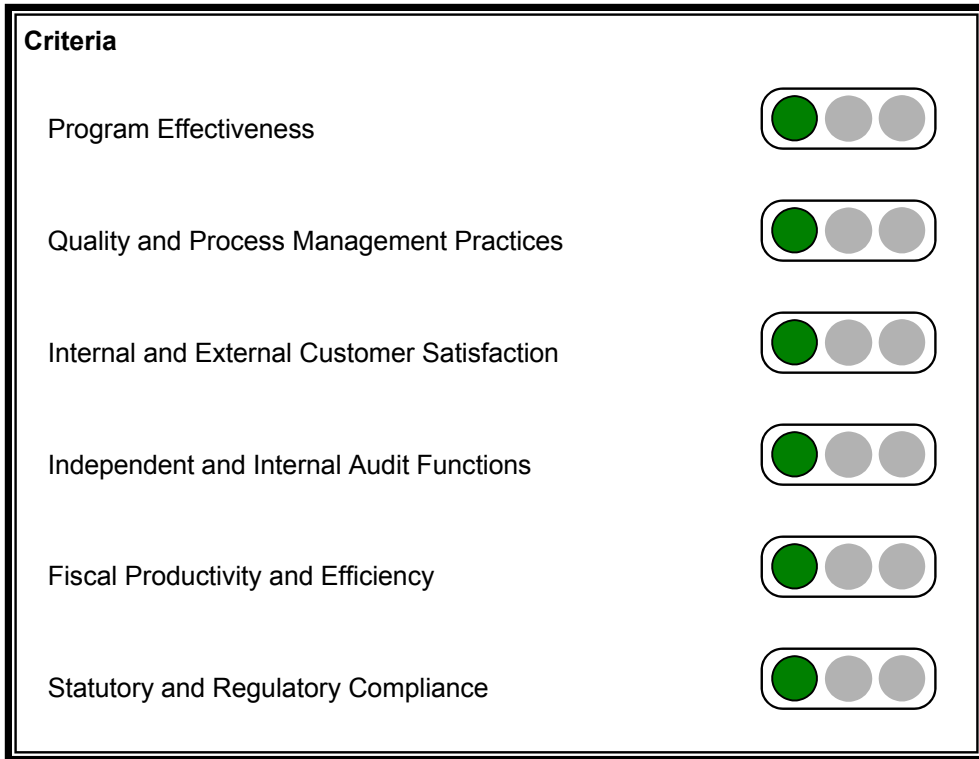 Criteria
Program Effectiveness
Quality and Process Management Practices
Internal and External Customer Satisfaction
Independent and Internal Audit Functions
Fiscal Productivity and Efficiency
Statutory and Regulatory Compliance